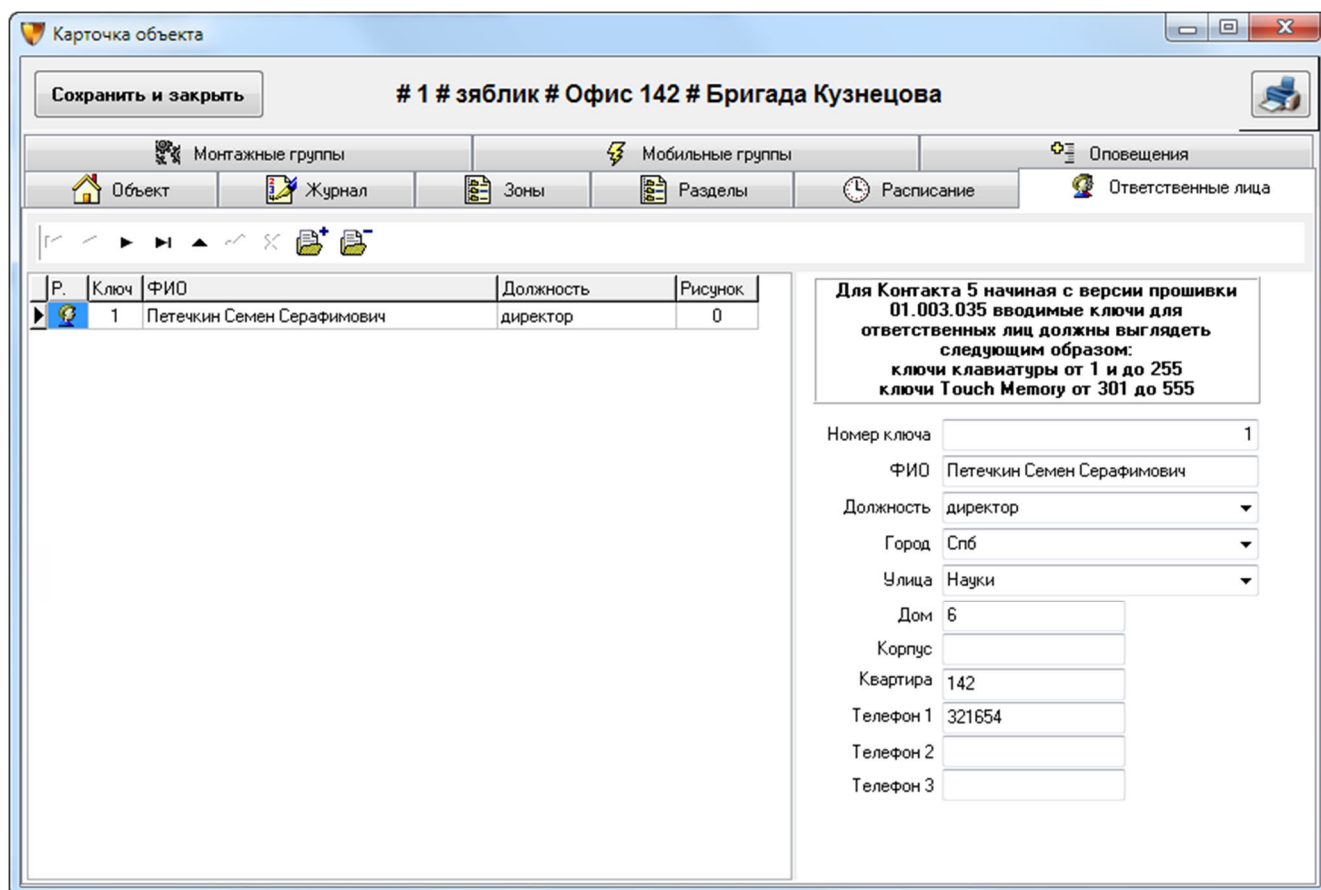 Карточка объекта
Сохранить и закрыть
# 1 # зяблик # Офис 142 # Бригада Кузнецова
Монтажные группы
Мобильные группы
Оповещения
Объект
Журнал
Зоны
Разделы
Расписание
Ответственные лица
Р. Ключ ФИО Должность Рисунок
1 Петечкин Семен Серафимович директор 0
Для Контакта 5 начиная с версии прошивки
01.003.035 вводимые ключи для
ответственных лиц должны выглядеть
следующим образом:
ключи клавиатуры от 1 и до 255
ключи Touch Memory от 301 до 555
Номер ключа 1
ФИО Петечкин Семен Серафимович
Должность директор
Город Спб
Улица Науки
Дом 6
Корпус
Квартира 142
Телефон 1 321654
Телефон 2
Телефон 3